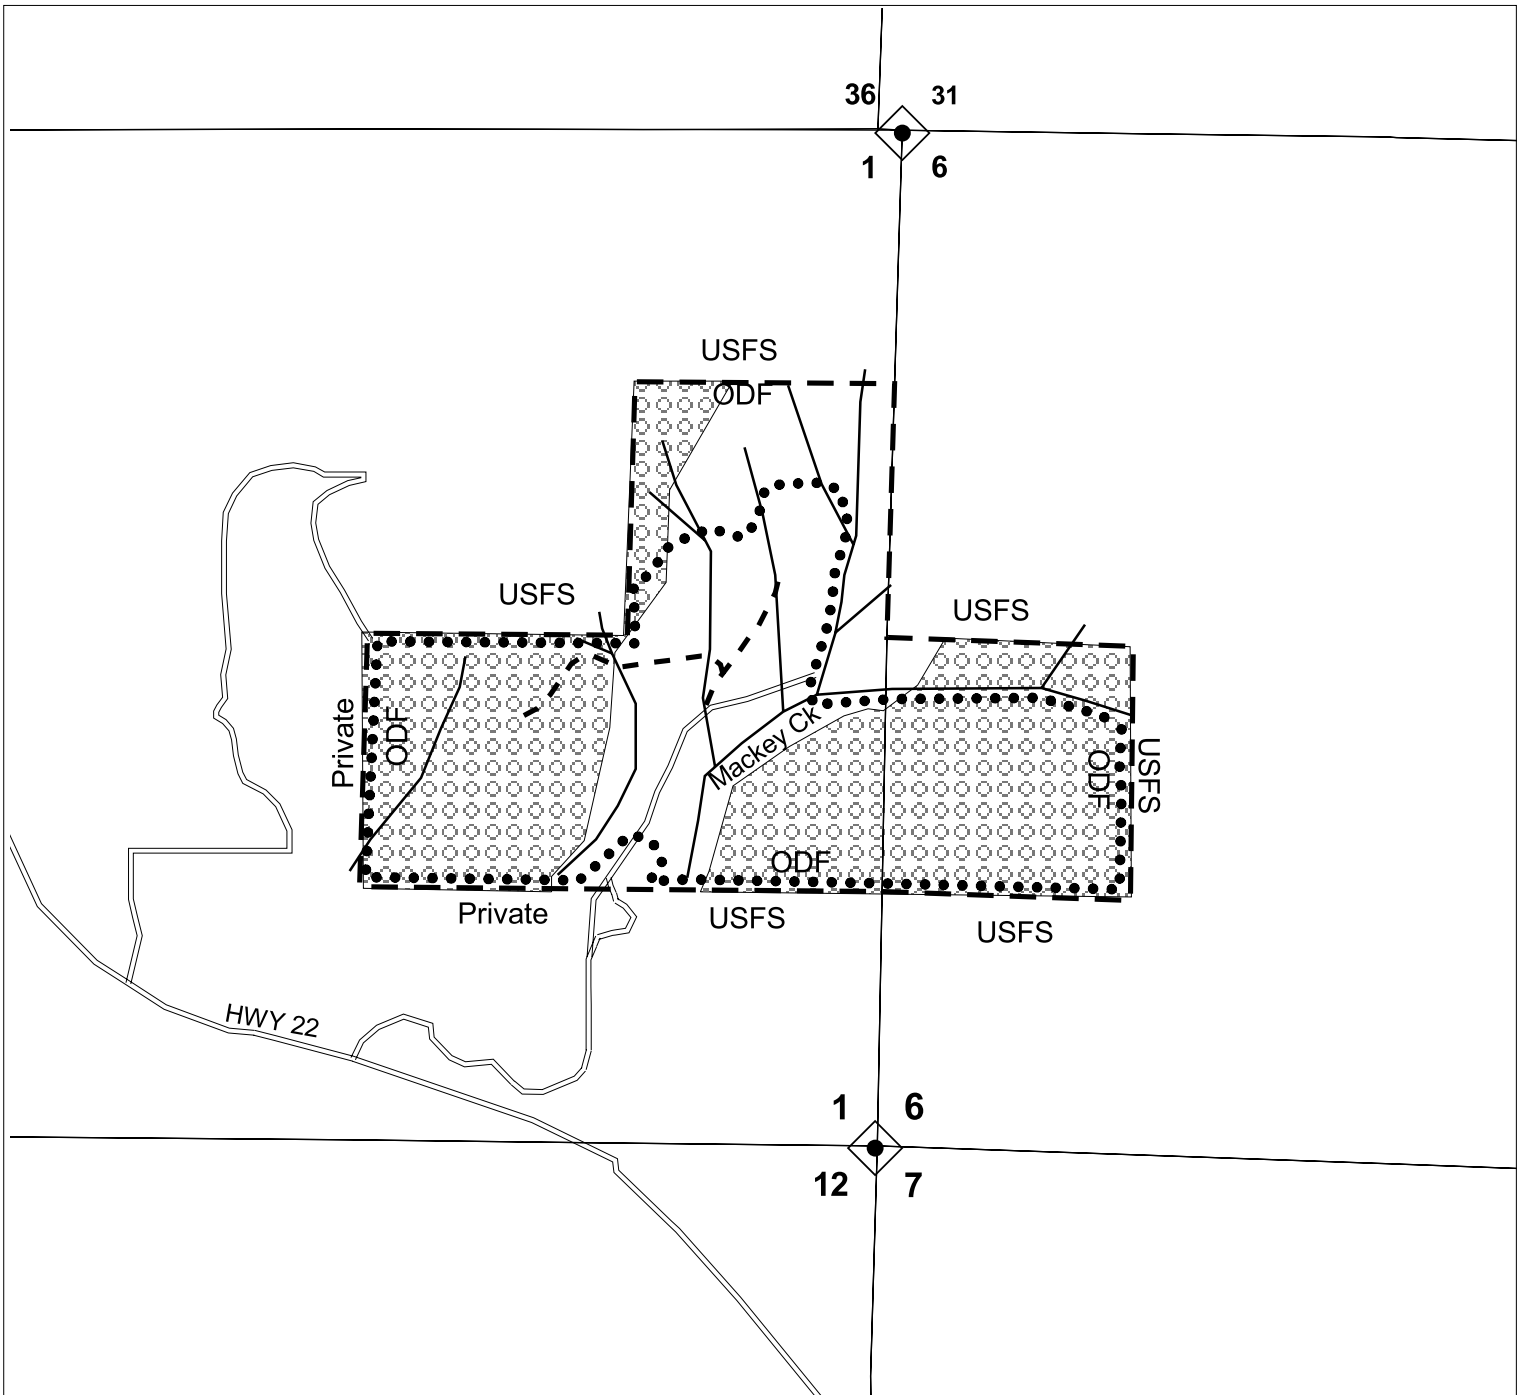 36 31
1 6
USFS
ODF
USFS
USFS
Private
ODF
Mackey Ck
ODF
USFS
ODF
Private
USFS
USFS
HWY 22
1 6
12 7